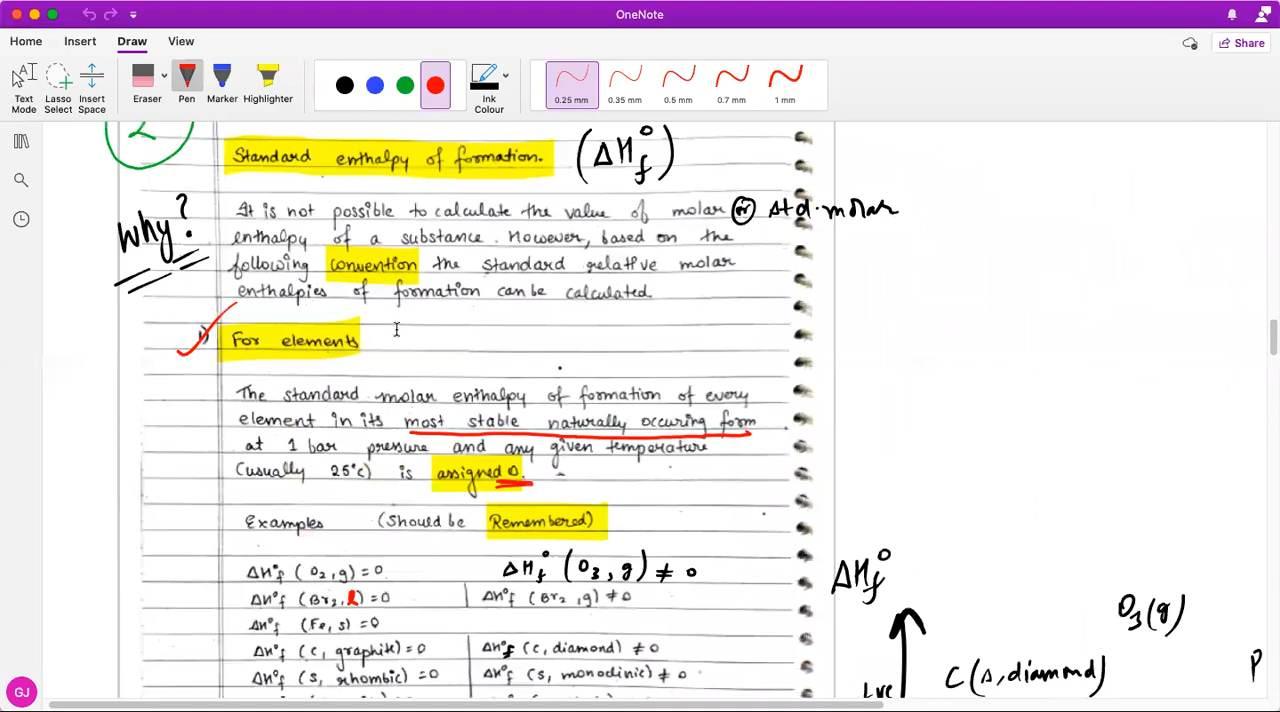 OneNote
Home Insert Draw View
Share
Text Mode
Lasso Select
Insert Space
Eraser
Pen
Marker
Highlighter
Ink Colour
0.25 mm
0.35 mm
0.5 mm
0.7 mm
1 mm
2
Standard enthalpy of formation. (ΔH°f)
Why?
It is not possible to calculate the value of molar or std. molar
enthalpy of a substance. However, based on the
following convention the standard relative molar
enthalpies of formation can be calculated
1) For elements
The standard molar enthalpy of formation of every
element in its most stable naturally occuring form
at 1 bar pressure and any given temperature
(usually 25°c) is assigned 0.
Examples (Should be Remembered)
ΔH°f (O2,g)=0 ΔH°f (O3, g) ≠ 0
ΔH°f (Br2,l)=0 ΔH°f (Br2,g)≠0
ΔH°f (Fe,s)=0
ΔH°f (c, graphite)=0 ΔH°f (c, diamond) ≠ 0
ΔH°f (s, rhombic)=0 ΔH°f (s, monoclinic)≠0
ΔH°f
O3(g)
C(s, diamond)
P
+ve
GJ